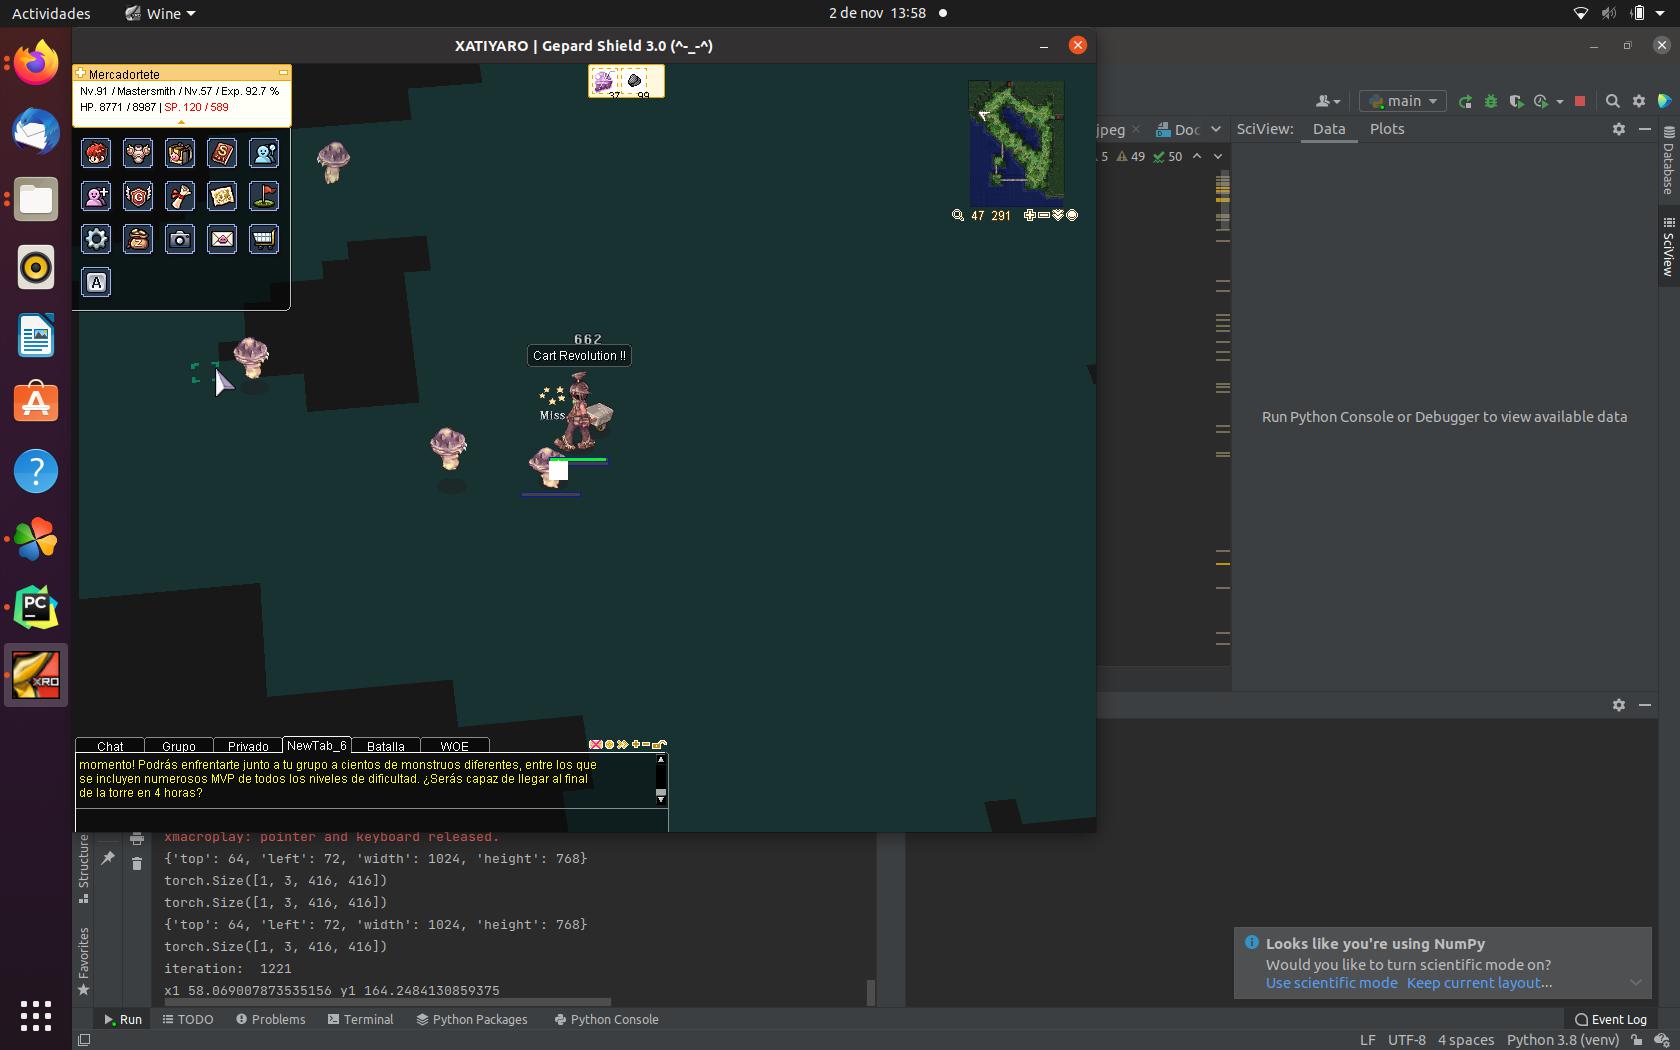 Actividades
Wine
2 de nov 13:58
XATIYARO | Gepard Shield 3.0 (^-_-^)
Mercadortete
Nv.91 / Mastersmith / Nv.57 / Exp. 92.7 %
HP. 8771 / 8987 | SP. 120 / 589
37 99
A
47 291
662
Cart Revolution !!
Miss
main
jpeg
Doc
5 49 50
SciView: Data Plots
Database
SciView
Run Python Console or Debugger to view available data
PC
XRO
Chat Grupo Privado NewTab_6 Batalla WOE
momento! Podrás enfrentarte junto a tu grupo a cientos de monstruos diferentes, entre los que
se incluyen numerosos MVP de todos los niveles de dificultad. ¿Serás capaz de llegar al final
de la torre en 4 horas?
Structure
Favorites
xmacroplay: pointer and keyboard released.
{'top': 64, 'left': 72, 'width': 1024, 'height': 768}
torch.Size([1, 3, 416, 416])
torch.Size([1, 3, 416, 416])
{'top': 64, 'left': 72, 'width': 1024, 'height': 768}
torch.Size([1, 3, 416, 416])
iteration:  1221
x1 58.069007873535156 y1 164.2484130859375
Looks like you're using NumPy
Would you like to turn scientific mode on?
Use scientific mode Keep current layout...
Run TODO Problems Terminal Python Packages Python Console
Event Log
LF UTF-8 4 spaces Python 3.8 (venv)